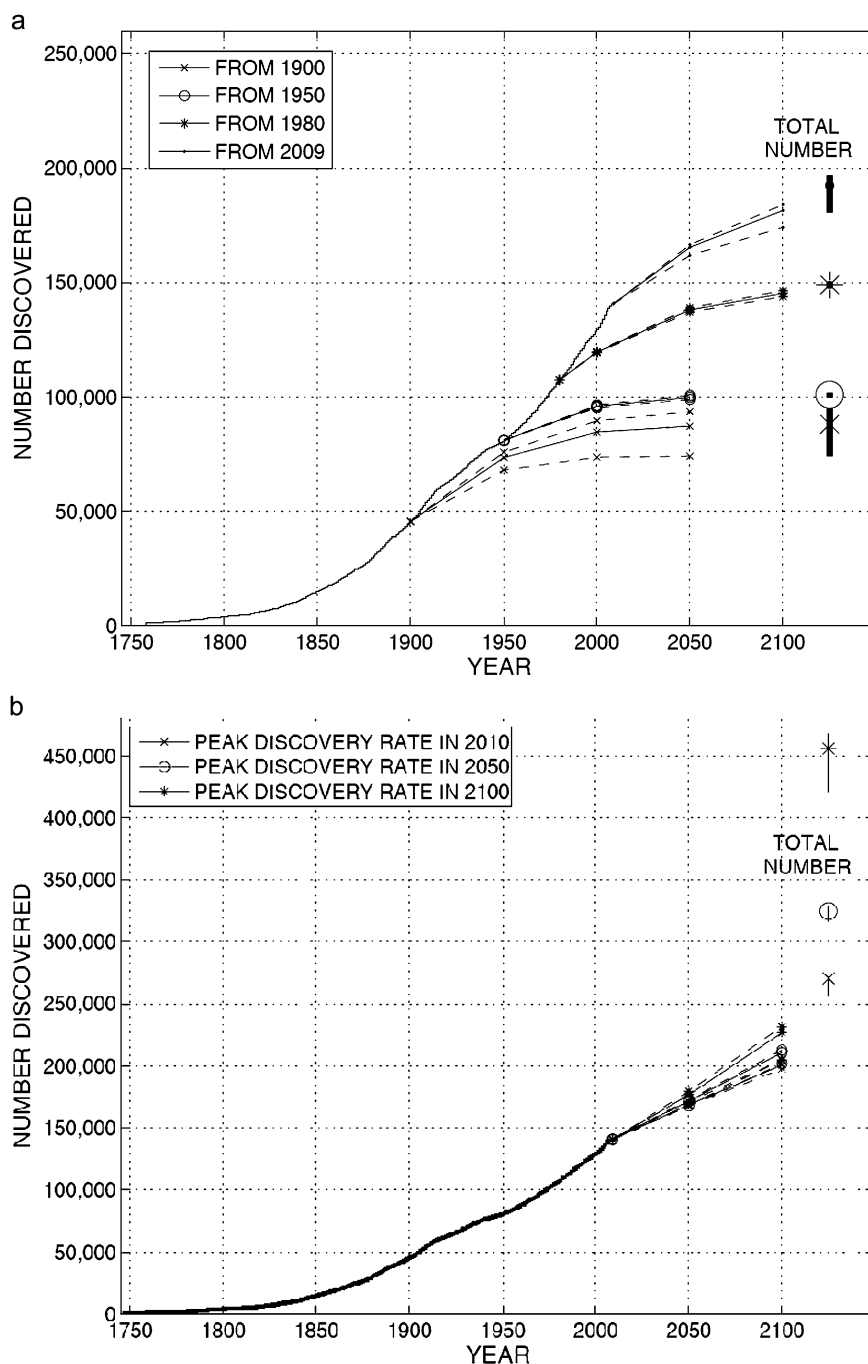 a
250,000
200,000
150,000
100,000
50,000
0
NUMBER DISCOVERED
FROM 1900
FROM 1950
FROM 1980
FROM 2009
TOTAL
NUMBER
1750 1800 1850 1900 1950 2000 2050 2100
YEAR
b
450,000
400,000
350,000
300,000
250,000
200,000
150,000
100,000
50,000
0
NUMBER DISCOVERED
PEAK DISCOVERY RATE IN 2010
PEAK DISCOVERY RATE IN 2050
PEAK DISCOVERY RATE IN 2100
TOTAL
NUMBER
1750 1800 1850 1900 1950 2000 2050 2100
YEAR